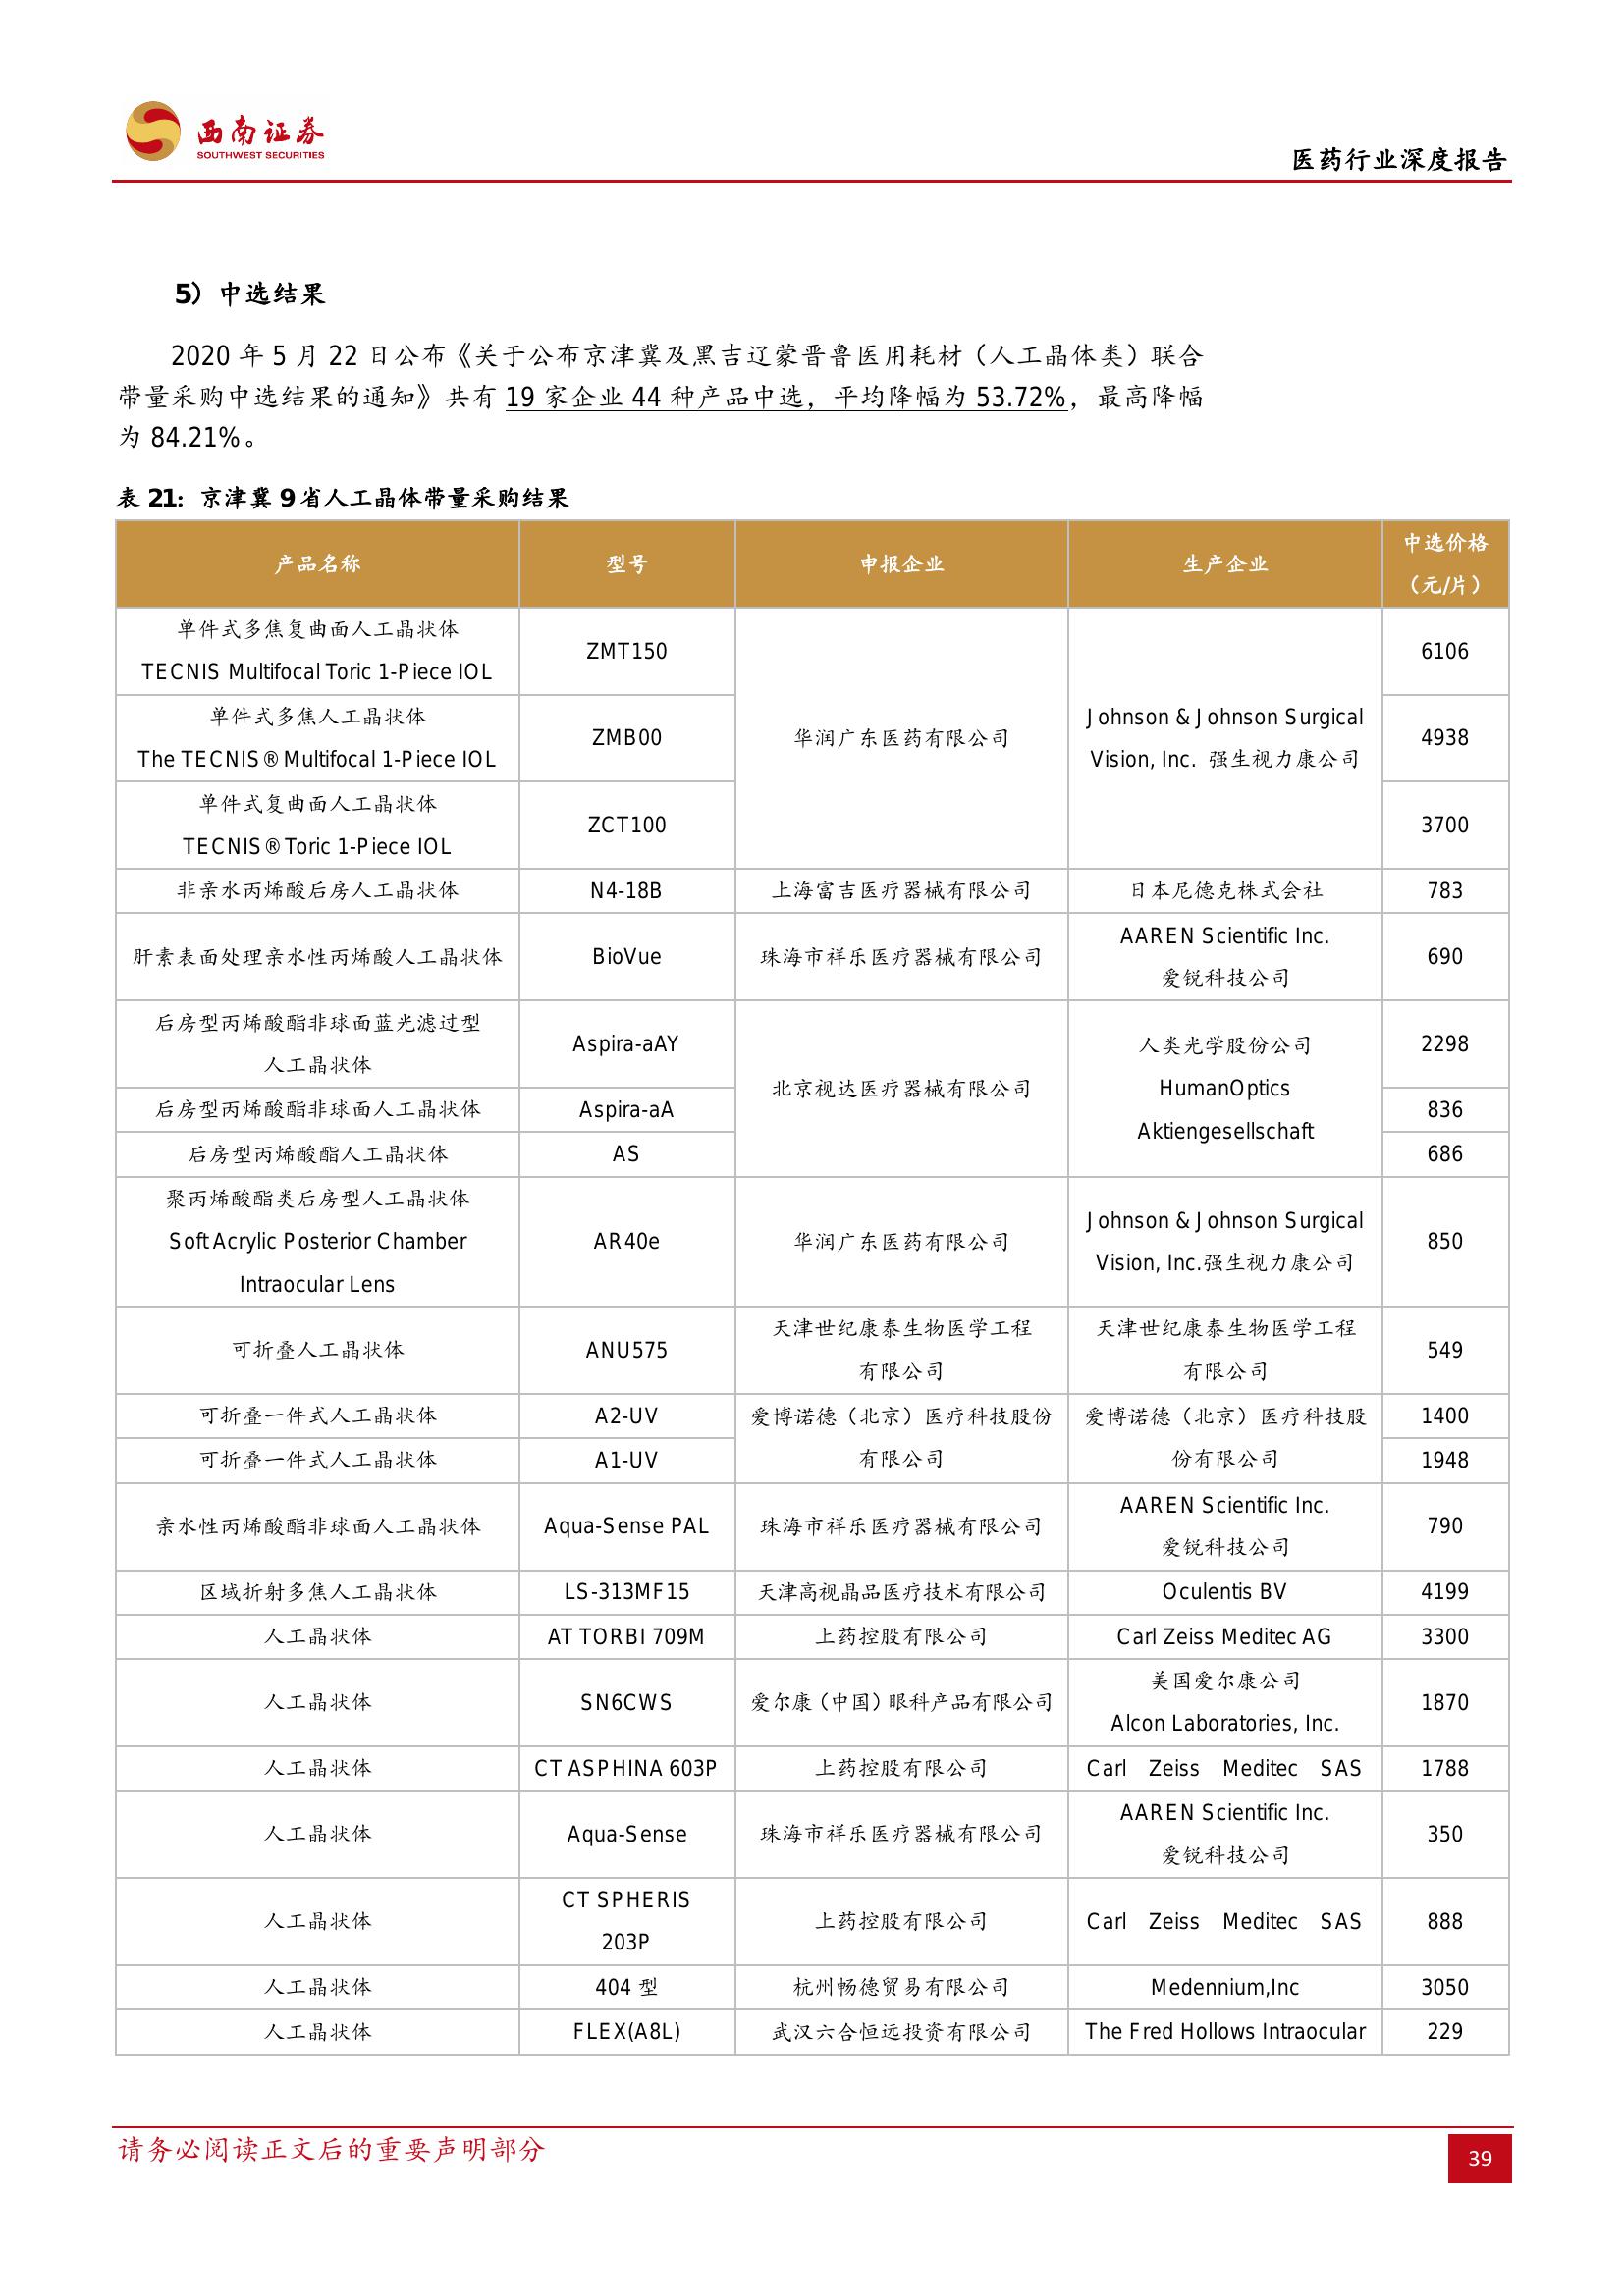 西南证券
SOUTHWEST SECURITIES
医药行业深度报告
5）中选结果
2020 年 5 月 22 日公布《关于公布京津冀及黑吉辽蒙晋鲁医用耗材（人工晶体类）联合
带量采购中选结果的通知》共有 19 家企业 44 种产品中选，平均降幅为 53.72%，最高降幅
为 84.21%。
表 21：京津冀 9 省人工晶体带量采购结果
产品名称 型号 申报企业 生产企业 中选价格
（元/片）
单件式多焦复曲面人工晶状体
TECNIS Multifocal Toric 1-Piece IOL
ZMT150
6106
单件式多焦人工晶状体
The TECNIS® Multifocal 1-Piece IOL
ZMB00
华润广东医药有限公司
Johnson & Johnson Surgical
Vision, Inc. 强生视力康公司
4938
单件式复曲面人工晶状体
TECNIS® Toric 1-Piece IOL
ZCT100
3700
非亲水丙烯酸后房人工晶状体 N4-18B 上海富吉医疗器械有限公司 日本尼德克株式会社 783
肝素表面处理亲水性丙烯酸人工晶状体 BioVue 珠海市祥乐医疗器械有限公司
AAREN Scientific Inc.
爱锐科技公司
690
后房型丙烯酸酯非球面蓝光滤过型
人工晶状体
Aspira-aAY
北京视达医疗器械有限公司
人类光学股份公司
HumanOptics
Aktiengesellschaft
2298
后房型丙烯酸酯非球面人工晶状体 Aspira-aA 836
后房型丙烯酸酯人工晶状体 AS 686
聚丙烯酸酯类后房型人工晶状体
Soft Acrylic Posterior Chamber
Intraocular Lens
AR40e
华润广东医药有限公司
Johnson & Johnson Surgical
Vision, Inc.强生视力康公司
850
可折叠人工晶状体 ANU575
天津世纪康泰生物医学工程
有限公司
天津世纪康泰生物医学工程
有限公司
549
可折叠一件式人工晶状体 A2-UV
爱博诺德（北京）医疗科技股份
有限公司
爱博诺德（北京）医疗科技股
份有限公司
1400
可折叠一件式人工晶状体 A1-UV 1948
亲水性丙烯酸酯非球面人工晶状体 Aqua-Sense PAL 珠海市祥乐医疗器械有限公司
AAREN Scientific Inc.
爱锐科技公司
790
区域折射多焦人工晶状体 LS-313MF15 天津高视晶品医疗技术有限公司 Oculentis BV 4199
人工晶状体 AT TORBI 709M 上药控股有限公司 Carl Zeiss Meditec AG 3300
人工晶状体 SN6CWS 爱尔康（中国）眼科产品有限公司
美国爱尔康公司
Alcon Laboratories, Inc.
1870
人工晶状体 CT ASPHINA 603P 上药控股有限公司 Carl Zeiss Meditec SAS 1788
人工晶状体 Aqua-Sense 珠海市祥乐医疗器械有限公司
AAREN Scientific Inc.
爱锐科技公司
350
人工晶状体
CT SPHERIS
203P
上药控股有限公司 Carl Zeiss Meditec SAS 888
人工晶状体 404 型 杭州畅德贸易有限公司 Medennium,Inc 3050
人工晶状体 FLEX(A8L) 武汉六合恒远投资有限公司 The Fred Hollows Intraocular 229
请务必阅读正文后的重要声明部分
39